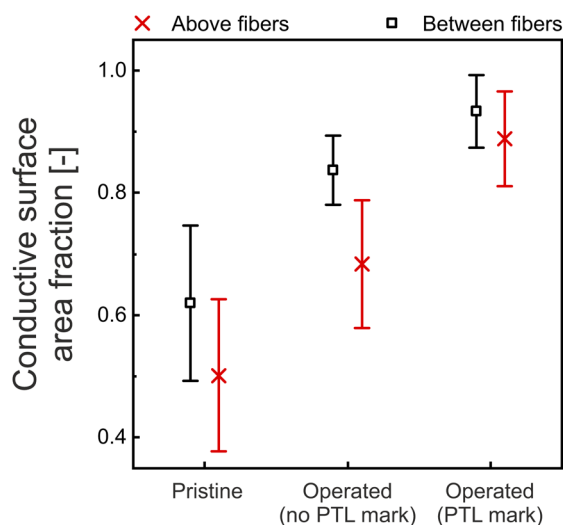 Above fibers
Between fibers
Conductive surface
area fraction [-]
1.0
0.8
0.6
0.4
Pristine
Operated
(no PTL mark)
Operated
(PTL mark)